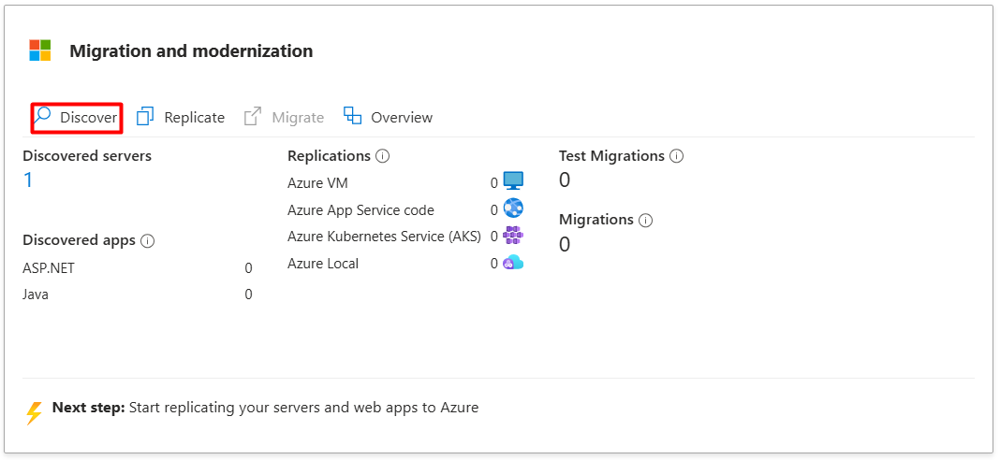 Migration and modernization
Discover Replicate Migrate Overview
Discovered servers
1
Discovered apps
ASP.NET 0
Java 0
Replications
Azure VM 0
Azure App Service code 0
Azure Kubernetes Service (AKS) 0
Azure Local 0
Test Migrations
0
Migrations
0
Next step: Start replicating your servers and web apps to Azure